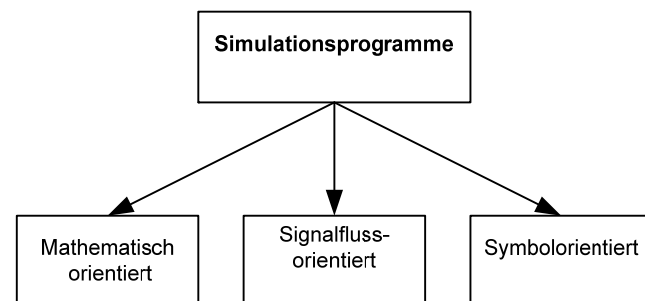 Simulationsprogramme
Mathematisch
orientiert
Signalfluss-
orientiert
Symbolorientiert